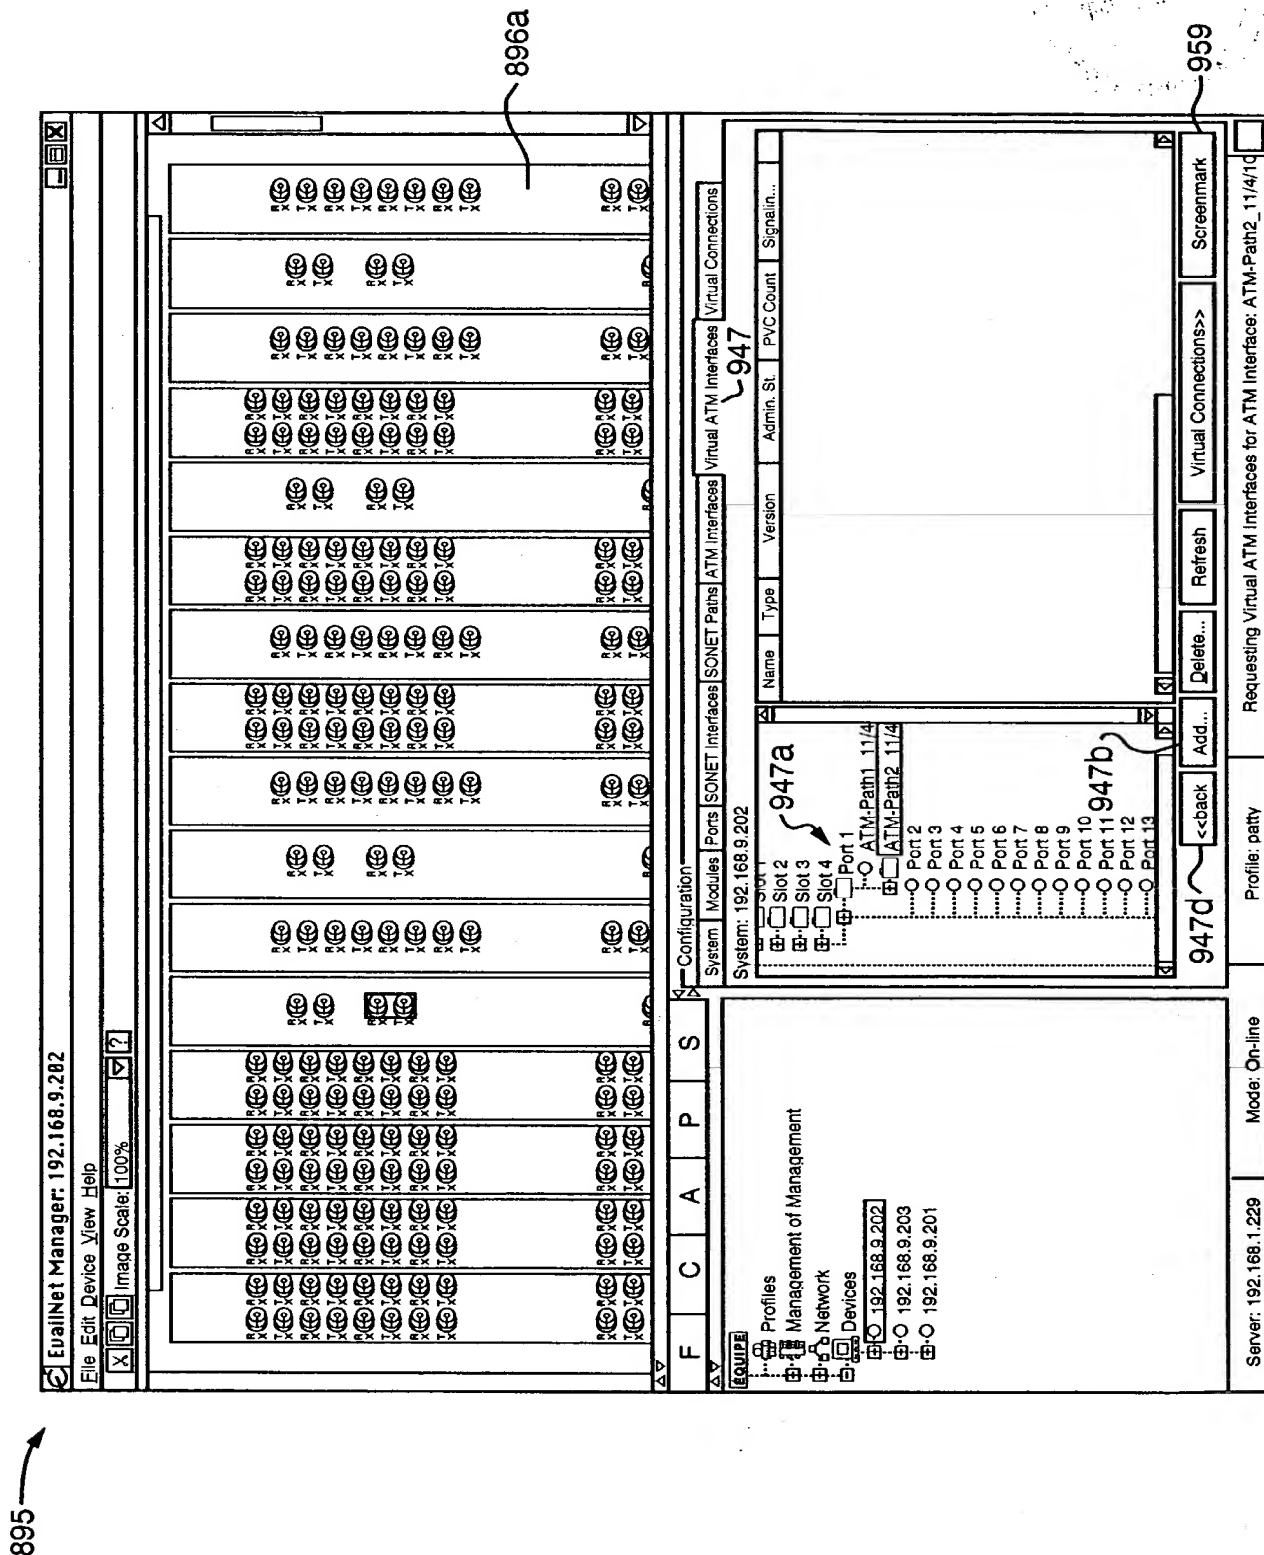 895
EuallNet Manager: 192.168.9.202
File Edit Device View Help
Image Scale: 100% ?
896a
F C A P S
EQUIPE
Profiles
Management of Management
Network
Devices
192.168.9.202
192.168.9.203
192.168.9.201
Configuration
System Modules Ports SONET Interfaces SONET Paths ATM Interfaces Virtual ATM Interfaces Virtual Connections
947
System: 192.168.9.202
Slot 1
Slot 2
Slot 3
Slot 4
Port 1
947a
ATM-Path1 11/4
ATM-Path2 11/4
Port 2
Port 3
Port 4
Port 5
Port 6
Port 7
Port 8
Port 9
Port 10
Port 11
Port 12
Port 13
947b
947d
Name Type Version Admin. St. PVC Count Signalin...
<<back Add... Delete... Refresh Virtual Connections>> Screenmark
959
Server: 192.168.1.229 Mode: On-line Profile: patty Requesting Virtual ATM Interfaces for ATM Interface: ATM-Path2_11/4/1